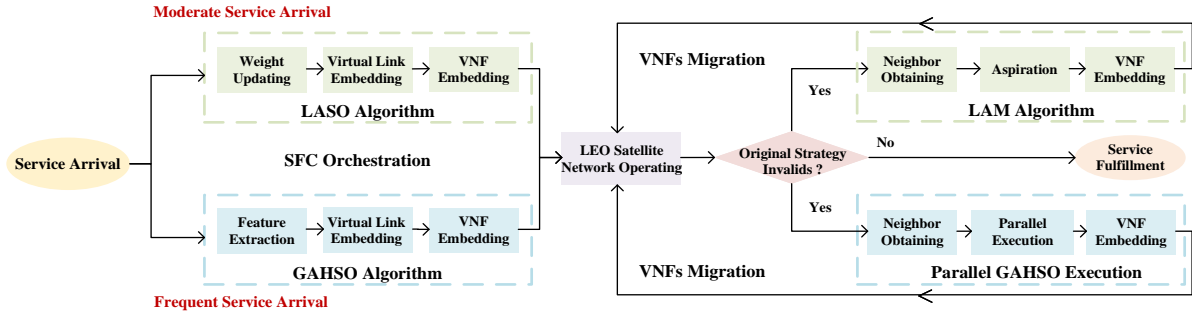 Moderate Service Arrival
Weight
Updating
Virtual Link
Embedding
VNF
Embedding
LASO Algorithm
Service Arrival
SFC Orchestration
Feature
Extraction
Virtual Link
Embedding
VNF
Embedding
GAHSO Algorithm
Frequent Service Arrival
LEO Satellite
Network Operating
VNFs Migration
Original Strategy
Invalids ?
Yes
Neighbor
Obtaining
Aspiration
VNF
Embedding
LAM Algorithm
No
Service
Fulfillment
Yes
Neighbor
Obtaining
Parallel
Execution
VNF
Embedding
Parallel GAHSO Execution
VNFs Migration